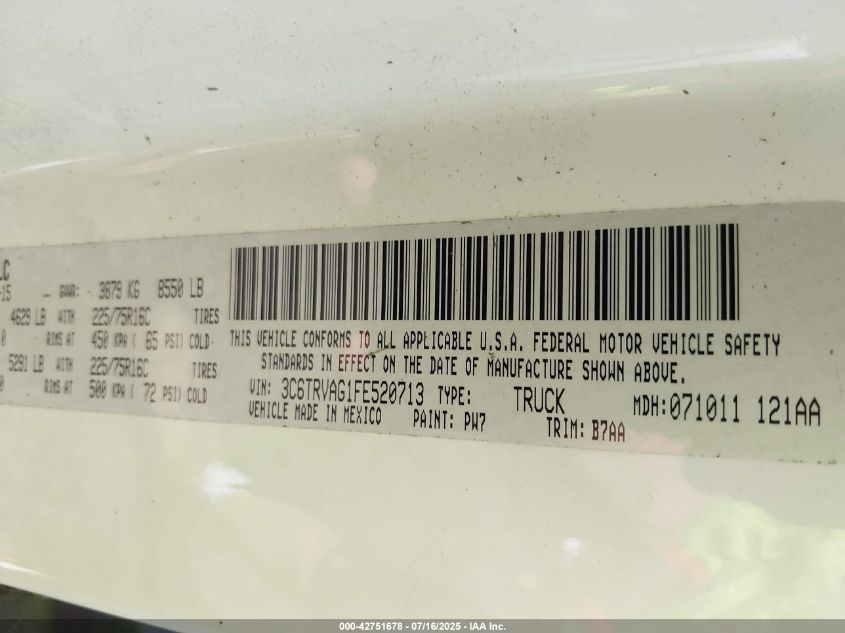 LC
-15 GVWR: 3879 KG 8550 LB
4629 LB WITH 225/75R16C TIRES
0 RIMS AT 450 KPA ( 65 PSI) COLD
5291 LB WITH 225/75R16C TIRES
0 RIMS AT 500 KPA ( 72 PSI) COLD
THIS VEHICLE CONFORMS TO ALL APPLICABLE U.S.A. FEDERAL MOTOR VEHICLE SAFETY
STANDARDS IN EFFECT ON THE DATE OF MANUFACTURE SHOWN ABOVE.
VIN: 3C6TRVAG1FE520713 TYPE: TRUCK MDH:071011 121AA
VEHICLE MADE IN MEXICO PAINT: PW7 TRIM: B7AA
000-42751678 - 07/16/2025 - IAA Inc.